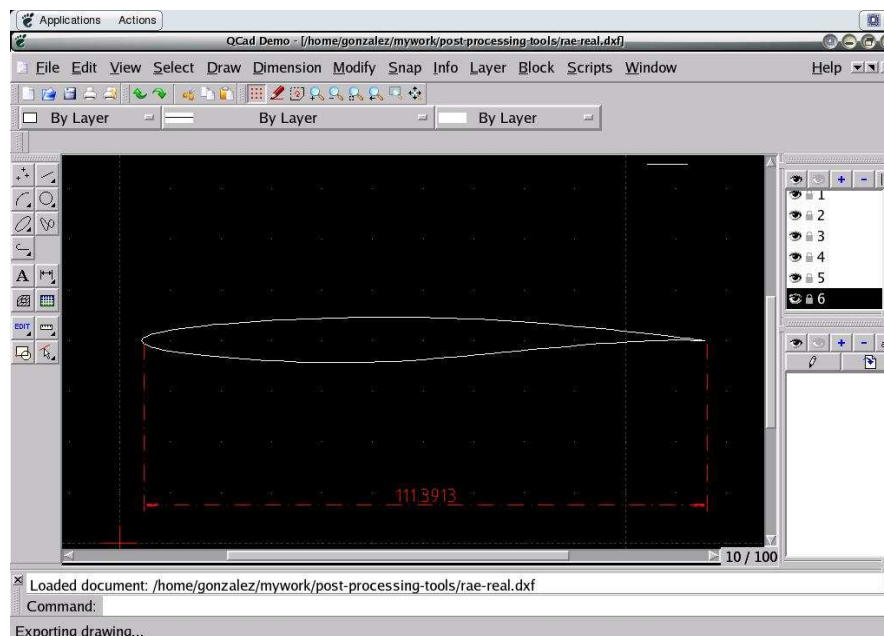 Applications Actions
QCad Demo - [/home/gonzalez/mywork/post-processing-tools/rae-real.dxf]
File Edit View Select Draw Dimension Modify Snap Info Layer Block Scripts Window Help
By Layer By Layer By Layer
1
2
3
4
5
6
A
EDIT
111.3913
10 / 100
Loaded document: /home/gonzalez/mywork/post-processing-tools/rae-real.dxf
Command:
Exporting drawing...